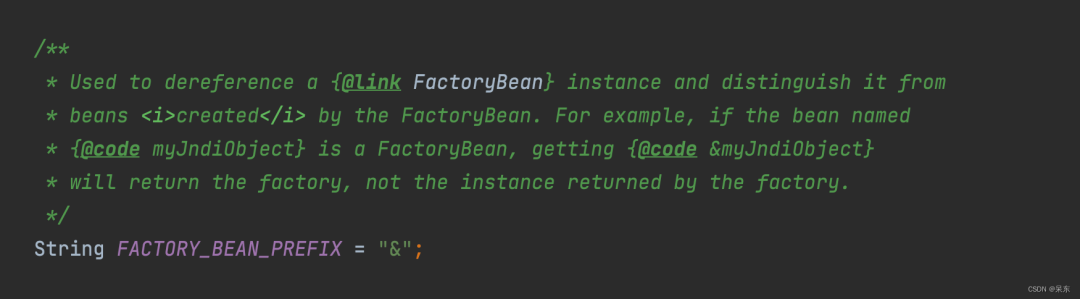 /**
 * Used to dereference a {@link FactoryBean} instance and distinguish it from
 * beans <i>created</i> by the FactoryBean. For example, if the bean named
 * {@code myJndiObject} is a FactoryBean, getting {@code &myJndiObject}
 * will return the factory, not the instance returned by the factory.
 */
String FACTORY_BEAN_PREFIX = "&";
CSDN @呆东